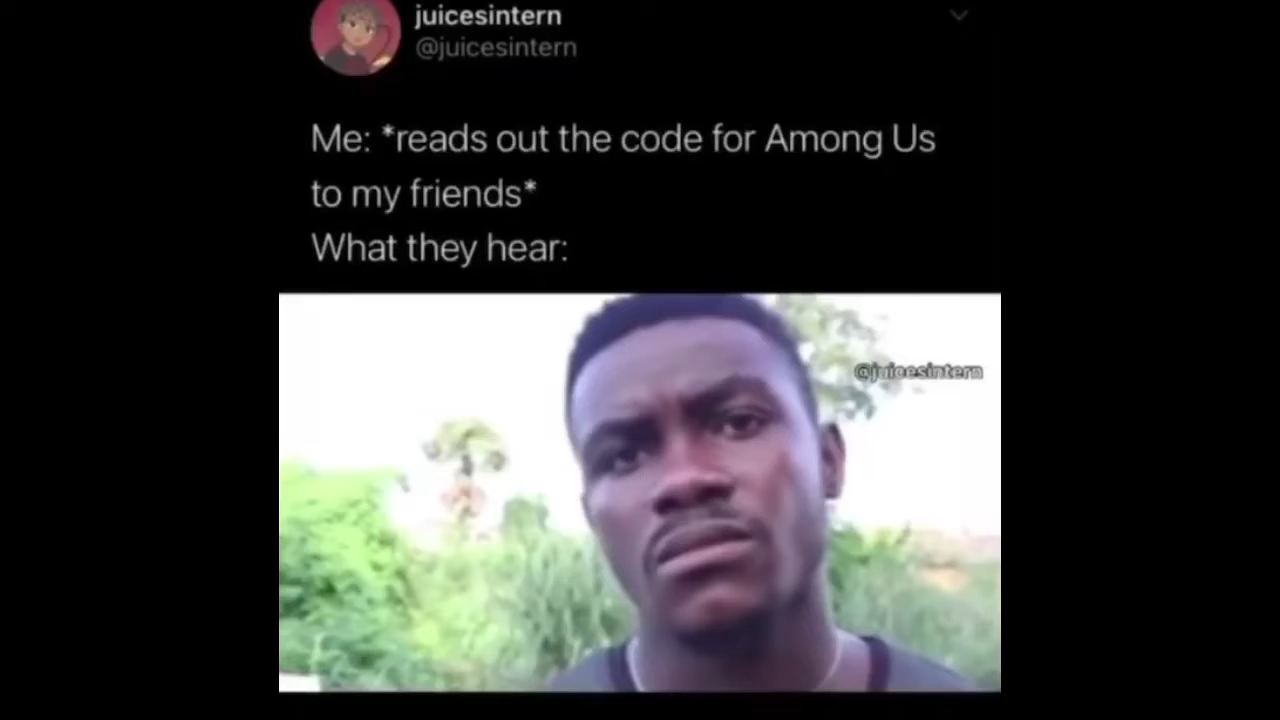 juicesintern
@juicesintern
Me: *reads out the code for Among Us
to my friends*
What they hear:
@juicesintern